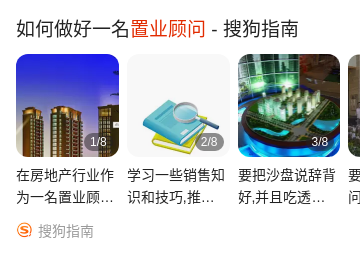 如何做好一名置业顾问 - 搜狗指南
1/8
2/8
3/8
在房地产行业作
为一名置业顾...
学习一些销售知
识和技巧,推...
要把沙盘说辞背
好,并且吃透...
搜狗指南